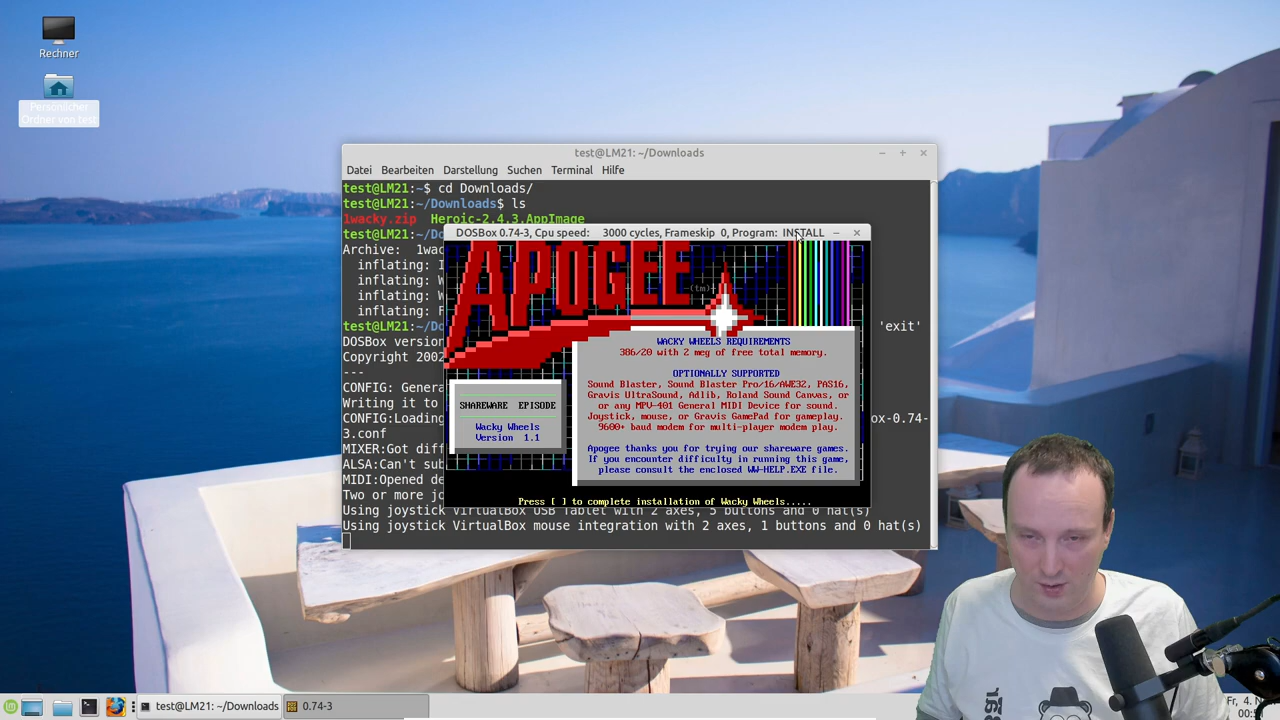 Rechner
Persönlicher
Ordner von test
test@LM21: ~/Downloads
Datei Bearbeiten Darstellung Suchen Terminal Hilfe
test@LM21:~$ cd Downloads/
test@LM21:~/Downloads$ ls
1wacky.zip Heroic-2.4.3.AppImage
test@LM21:~/Do
'exit'
Archive: 1wac
inflating: I
inflating: W
inflating: W
inflating: F
test@LM21:~/Do
DOSBox version
Copyright 2002
---
CONFIG: Genera
Writing it to
CONFIG:Loading
ox-0.74-
3.conf
MIXER:Got diff
ALSA:Can't sub
MIDI:Opened de
Two or more jo
Using joystick VirtualBox USB Tablet with 2 axes, 5 buttons and 0 hat(s)
Using joystick VirtualBox mouse integration with 2 axes, 1 buttons and 0 hat(s)
DOSBox 0.74-3, Cpu speed: 3000 cycles, Frameskip 0, Program: INSTALL
APOGEE
(tm)
WACKY WHEELS REQUIREMENTS
386/20 with 2 meg of free total memory.
OPTIONALLY SUPPORTED
Sound Blaster, Sound Blaster Pro/16/AWE32, PAS16,
Gravis UltraSound, Adlib, Roland Sound Canvas, or
or any MPV-401 General MIDI Device for sound.
Joystick, mouse, or Gravis GamePad for gameplay.
9600+ baud modem for multi-player modem play.
Apogee thanks you for trying our shareware games.
If you encounter difficulty in running this game,
please consult the enclosed WW-HELP.EXE file.
SHAREWARE EPISODE
Wacky Wheels
Version 1.1
Press [ ] to complete installation of Wacky Wheels.....
test@LM21: ~/Downloads
0.74-3
Fr, 4. N